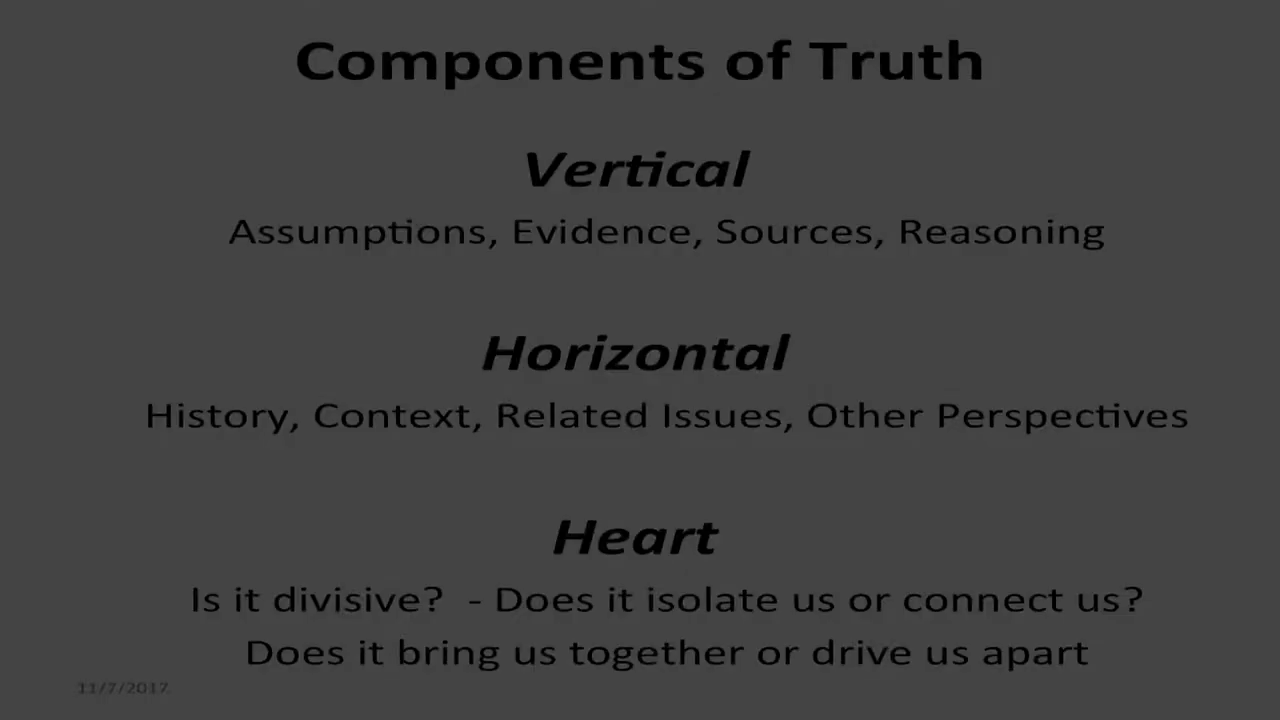 Components of Truth
Vertical
Assumptions, Evidence, Sources, Reasoning
Horizontal
History, Context, Related Issues, Other Perspectives
Heart
Is it divisive?  - Does it isolate us or connect us?
Does it bring us together or drive us apart
11/7/2017